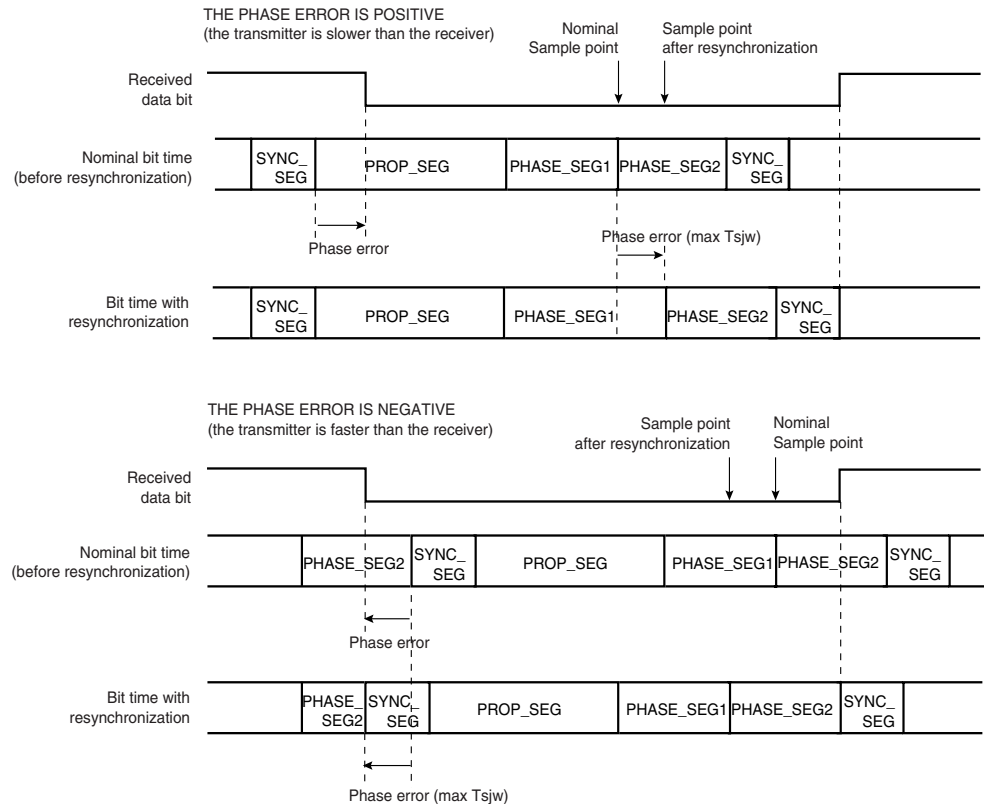 THE PHASE ERROR IS POSITIVE
(the transmitter is slower than the receiver)
Nominal
Sample point
Sample point
after resynchronization
Received
data bit
Nominal bit time
(before resynchronization)
SYNC_
SEG
PROP_SEG
PHASE_SEG1
PHASE_SEG2
SYNC_
SEG
Phase error
Phase error (max Tsjw)
Bit time with
resynchronization
SYNC_
SEG
PROP_SEG
PHASE_SEG1
PHASE_SEG2
SYNC_
SEG
THE PHASE ERROR IS NEGATIVE
(the transmitter is faster than the receiver)
Sample point
after resynchronization
Nominal
Sample point
Received
data bit
Nominal bit time
(before resynchronization)
PHASE_SEG2
SYNC_
SEG
PROP_SEG
PHASE_SEG1
PHASE_SEG2
SYNC_
SEG
Phase error
Bit time with
resynchronization
PHASE_
SEG2
SYNC_
SEG
PROP_SEG
PHASE_SEG1
PHASE_SEG2
SYNC_
SEG
Phase error (max Tsjw)